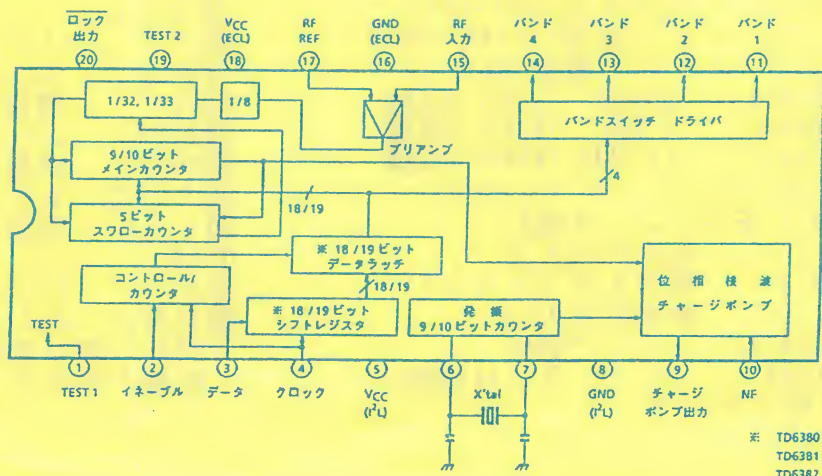 ロック
出力
TEST 2
VCC
(ECL)
RF
REF
GND
(ECL)
RF
入力
バンド
4
バンド
3
バンド
2
バンド
1
⑳ ⑲ ⑱ ⑰ ⑯ ⑮ ⑭ ⑬ ⑫ ⑪
1/32, 1/33
1/8
プリアンプ
バンドスイッチ ドライバ
9/10ビット
メインカウンタ
18/19
4
5ビット
スワローカウンタ
※ 18/19ビット
データラッチ
コントロール/
カウンタ
18/19
位相検波
チャージポンプ
※ 18/19ビット
シフトレジスタ
発振
9/10ビットカウンタ
TEST
① ② ③ ④ ⑤ ⑥ ⑦ ⑧ ⑨ ⑩
TEST 1
イネーブル
データ
クロック
VCC
(I²L)
X'tal
GND
(I²L)
チャージ
ポンプ出力
NF
※ TD6380
TD6381
TD6382